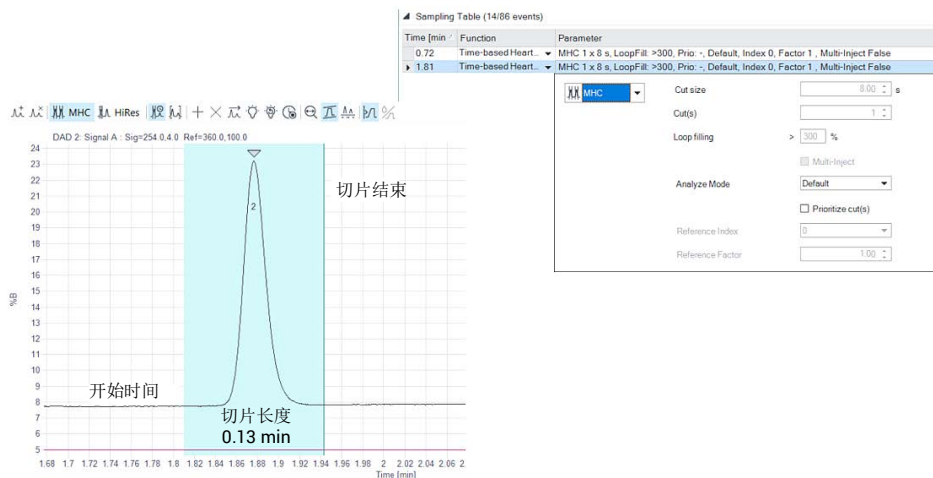 Sampling Table (14/86 events)
Time [min Function Parameter
0.72 Time-based Heart... MHC 1 x 8 s, LoopFill: >300, Prio: -, Default, Index 0, Factor 1 , Multi-Inject False
1.81 Time-based Heart... MHC 1 x 8 s, LoopFill: >300, Prio: -, Default, Index 0, Factor 1 , Multi-Inject False
MHC
Cut size 8.00 s
Cut(s) 1
Loop filling > 300 %
Multi-Inject
Analyze Mode Default
Prioritize cut(s)
Reference Index 0
Reference Factor 1.00
MHC HiRes
DAD 2: Signal A : Sig=254.0,4.0 Ref=360.0,100.0
24
23
22
21
20
19
18
17
16
15
14
13
12
11
10
9
8
7
6
5
%B
2
切片结束
开始时间
切片长度
0.13 min
1.68 1.7 1.72 1.74 1.76 1.78 1.8 1.82 1.84 1.86 1.88 1.9 1.92 1.94 1.96 1.98 2 2.02 2.04 2.06 2
Time [min]